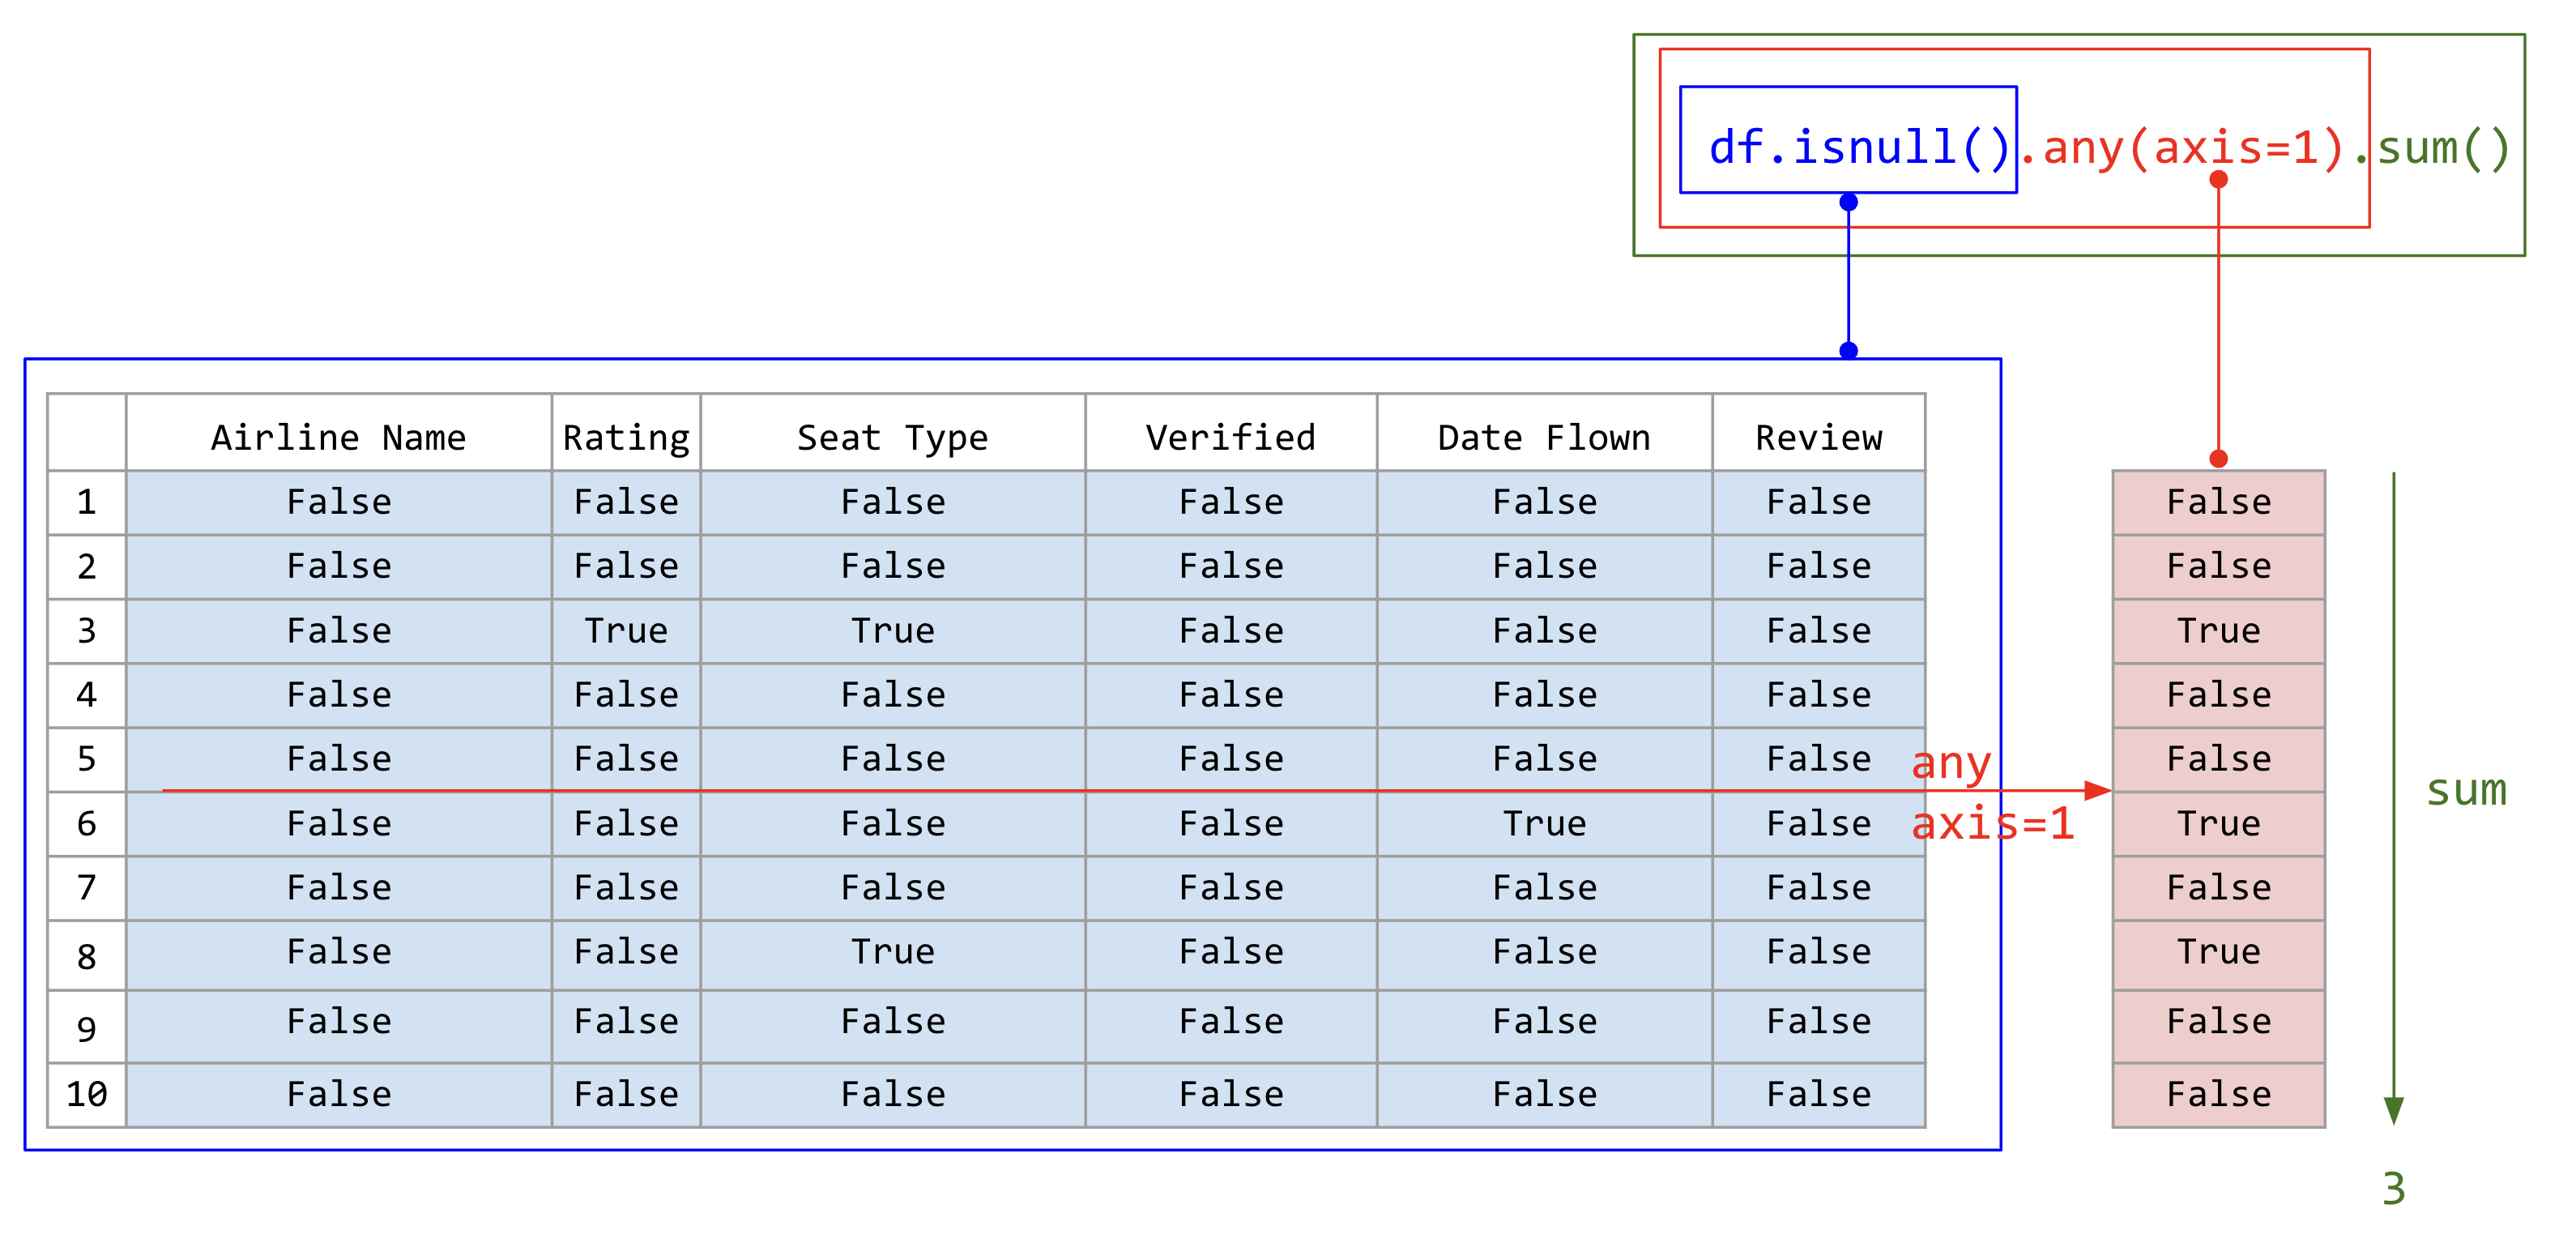 df.isnull().any(axis=1).sum()
Airline Name Rating Seat Type Verified Date Flown Review
1 False False False False False False False
2 False False False False False False False
3 False True True False False False True
4 False False False False False False False
5 False False False False False False False
any
sum
axis=1
6 False False False False True False True
7 False False False False False False False
8 False False True False False False True
9 False False False False False False False
10 False False False False False False False
3